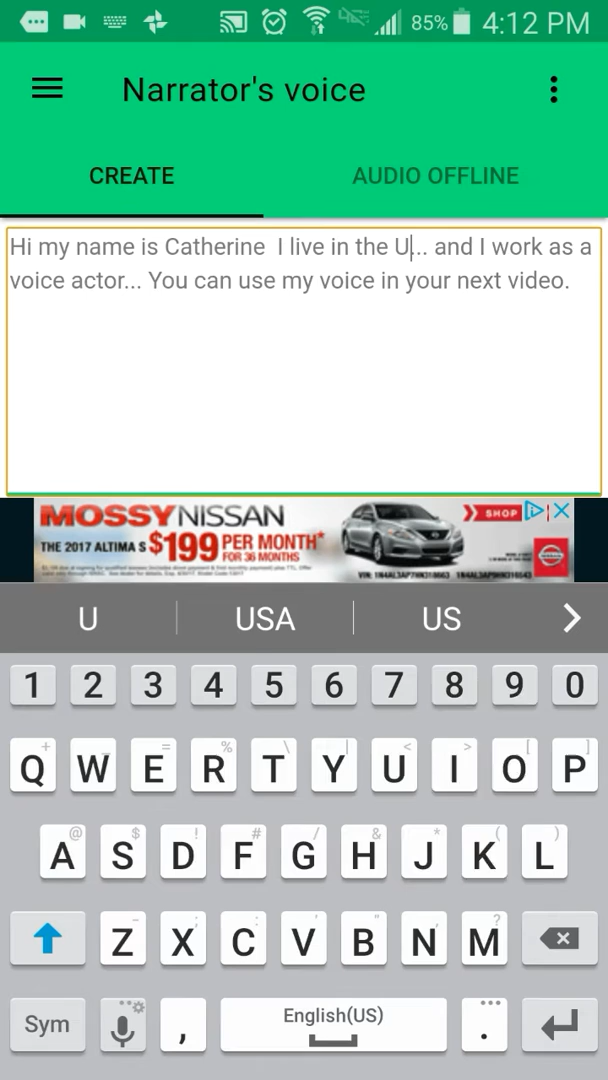 85% 4:12 PM
Narrator's voice
CREATE AUDIO OFFLINE
Hi my name is Catherine  I live in the U... and I work as a
voice actor... You can use my voice in your next video.
MOSSY NISSAN
THE 2017 ALTIMA S $199 PER MONTH*
FOR 36 MONTHS
SHOP
U USA US
1 2 3 4 5 6 7 8 9 0
+ _ = % \ | < > [ ]
Q W E R T Y U I O P
@ $ ! # / & * ( )
A S D F G H J K L
- ; : ' " , ?
Z X C V B N M
Sym , English(US) .